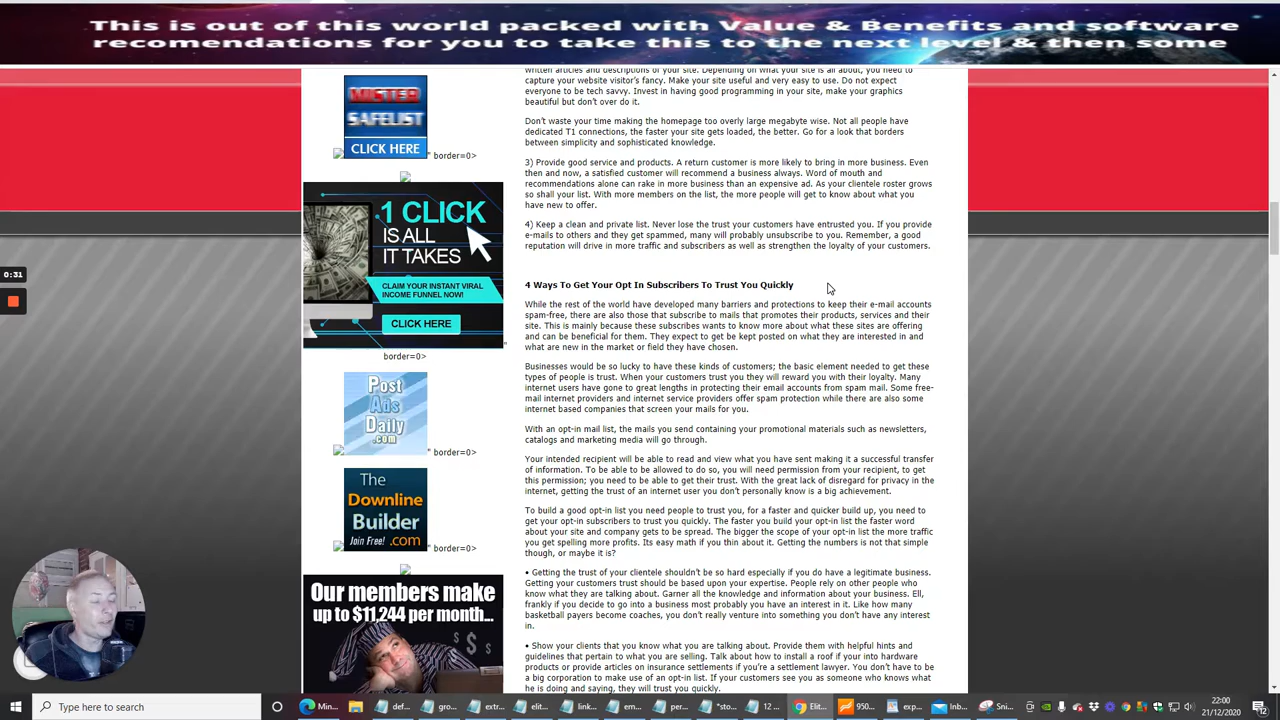 This is out of this world packed with Value & Benefits and software
recomendations for you to take this to the next level & then some
written articles and descriptions of your site. Depending on what your site is all about, you need to
capture your website visitor's fancy. Make your site useful and very easy to use. Do not expect
everyone to be tech savvy. Invest in having good programming in your site, make your graphics
beautiful but don't over do it.
Don't waste your time making the homepage too overly large megabyte wise. Not all people have
dedicated T1 connections, the faster your site gets loaded, the better. Go for a look that borders
between simplicity and sophisticated knowledge.
3) Provide good service and products. A return customer is more likely to bring in more business. Even
then and now, a satisfied customer will recommend a business always. Word of mouth and
recommendations alone can rake in more business than an expensive ad. As your clientele roster grows
so shall your list. With more members on the list, the more people will get to know about what you
have new to offer.
4) Keep a clean and private list. Never lose the trust your customers have entrusted you. If you provide
e-mails to others and they get spammed, many will probably unsubscribe to you. Remember, a good
reputation will drive in more traffic and subscribers as well as strengthen the loyalty of your customers.
4 Ways To Get Your Opt In Subscribers To Trust You Quickly
While the rest of the world have developed many barriers and protections to keep their e-mail accounts
spam-free, there are also those that subscribe to mails that promotes their products, services and their
site. This is mainly because these subscribes wants to know more about what these sites are offering
and can be beneficial for them. They expect to get be kept posted on what they are interested in and
what are new in the market or field they have chosen.
Businesses would be so lucky to have these kinds of customers; the basic element needed to get these
types of people is trust. When your customers trust you they will reward you with their loyalty. Many
internet users have gone to great lengths in protecting their email accounts from spam mail. Some free-
mail internet providers and internet service providers offer spam protection while there are also some
internet based companies that screen your mails for you.
With an opt-in mail list, the mails you send containing your promotional materials such as newsletters,
catalogs and marketing media will go through.
Your intended recipient will be able to read and view what you have sent making it a successful transfer
of information. To be able to be allowed to do so, you will need permission from your recipient, to get
this permission; you need to be able to get their trust. With the great lack of disregard for privacy in the
internet, getting the trust of an internet user you don't personally know is a big achievement.
To build a good opt-in list you need people to trust you, for a faster and quicker build up, you need to
get your opt-in subscribers to trust you quickly. The faster you build your opt-in list the faster word
about your site and company gets to be spread. The bigger the scope of your opt-in list the more traffic
you get spelling more profits. Its easy math if you thin about it. Getting the numbers is not that simple
though, or maybe it is?
• Getting the trust of your clientele shouldn't be so hard especially if you do have a legitimate business.
Getting your customers trust should be based upon your expertise. People rely on other people who
know what they are talking about. Garner all the knowledge and information about your business. Ell,
frankly if you decide to go into a business most probably you have an interest in it. Like how many
basketball payers become coaches, you don't really venture into something you don't have any interest
in.
• Show your clients that you know what you are talking about. Provide them with helpful hints and
guidelines that pertain to what you are selling. Talk about how to install a roof if your into hardware
products or provide articles on insurance settlements if you're a settlement lawyer. You don't have to be
a big corporation to make use of an opt-in list. If your customers see you as someone who knows what
he is doing and saying, they will trust you quickly.
SAFELIST
CLICK HERE
" border=0>
1 CLICK
IS ALL
IT TAKES
CLAIM YOUR INSTANT VIRAL
INCOME FUNNEL NOW!
CLICK HERE
"
border=0>
Post
Ads
Daily
.com
" border=0>
The
Downline
Builder
Join Free! .com
" border=0>
Our members make
up to $11,244 per month...
0:31
Type here to search
Min...
def...
gro...
extr...
elit...
link...
em...
per...
*sto...
12 ...
Elit...
950...
exp...
Inb...
Sni...
22:00
21/12/2020
12